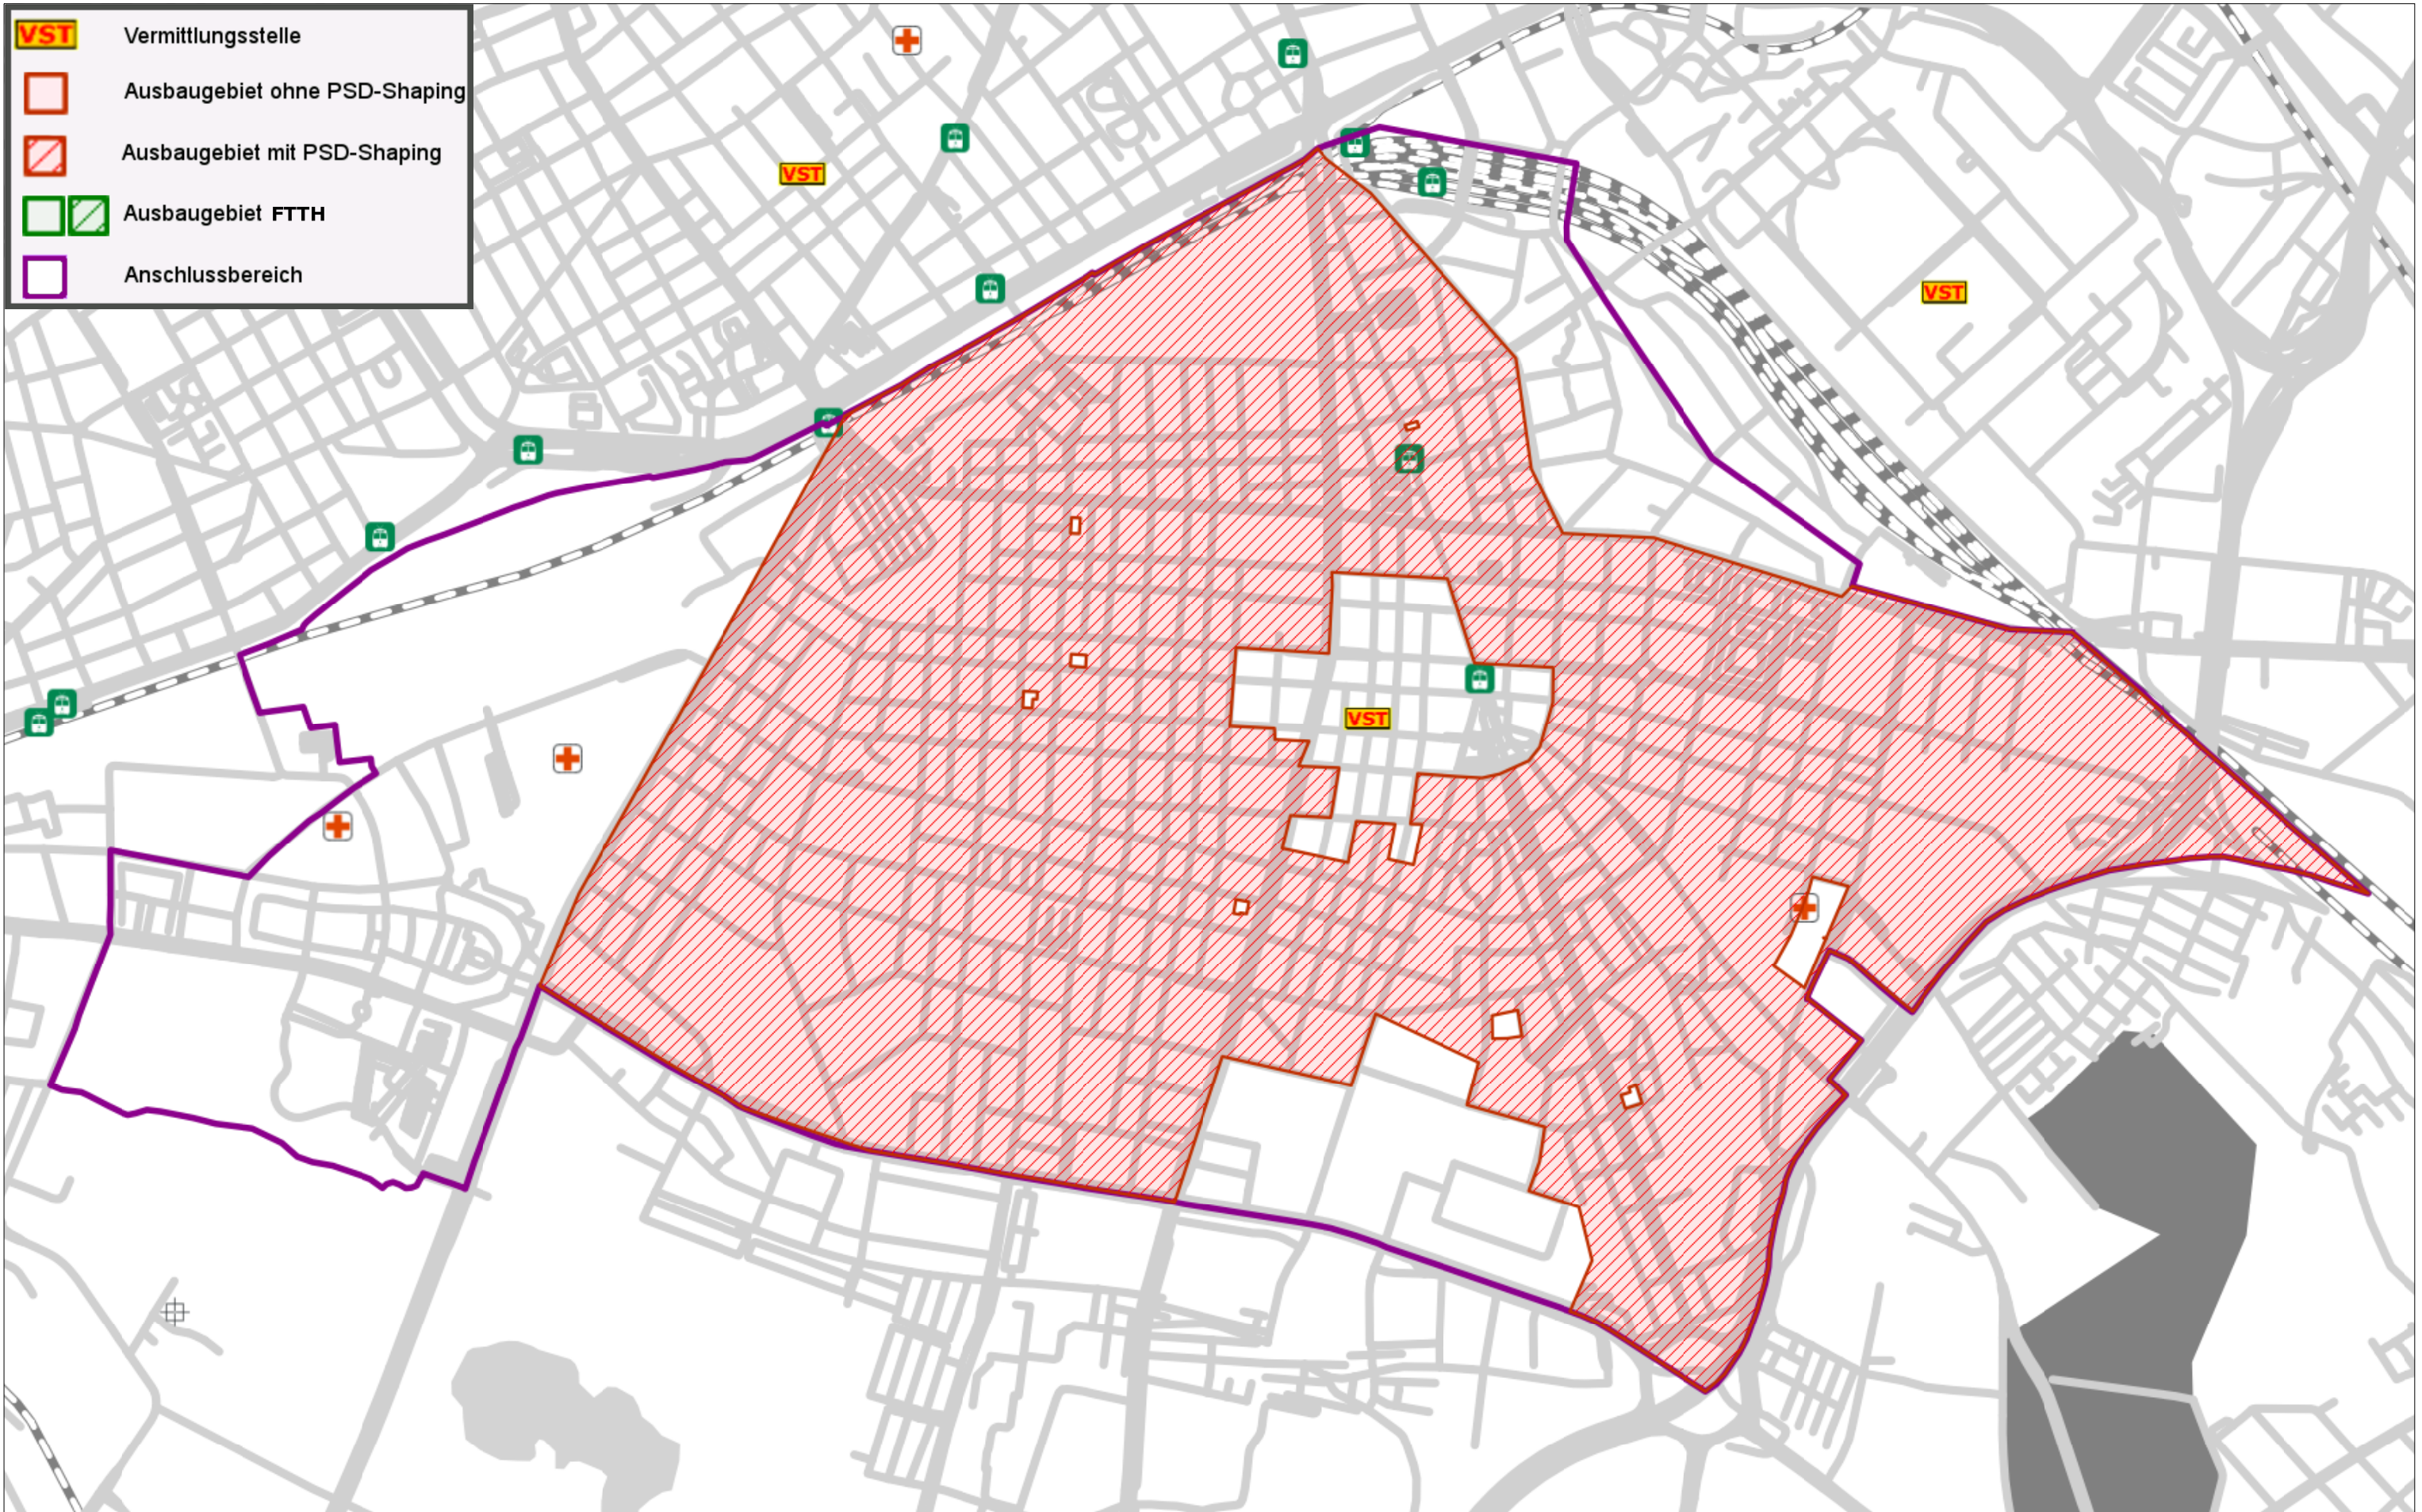 VST Vermittlungsstelle
Ausbaugebiet ohne PSD-Shaping
Ausbaugebiet mit PSD-Shaping
Ausbaugebiet FTTH
Anschlussbereich
VST
VST
VST